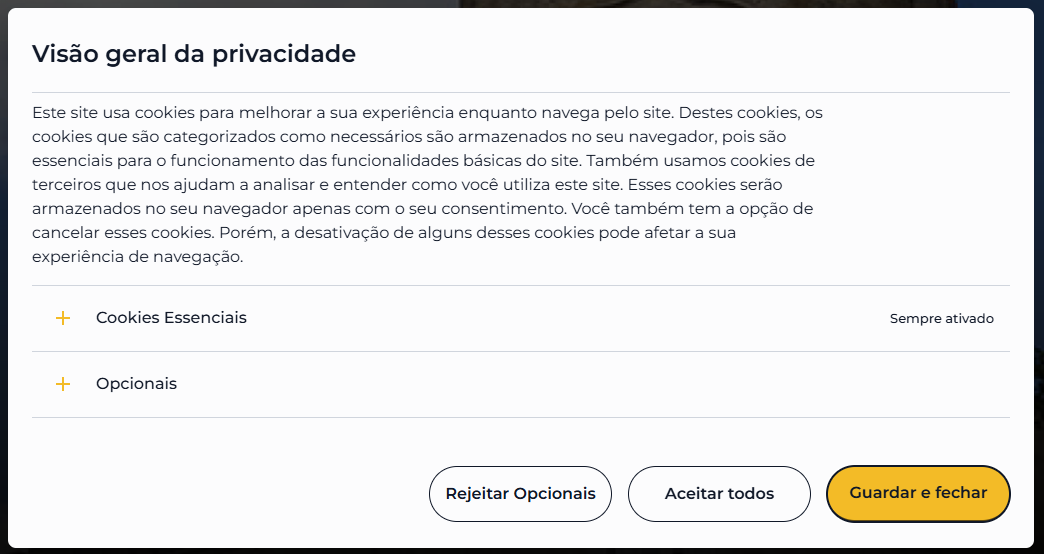 Visão geral da privacidade
Este site usa cookies para melhorar a sua experiência enquanto navega pelo site. Destes cookies, os
cookies que são categorizados como necessários são armazenados no seu navegador, pois são
essenciais para o funcionamento das funcionalidades básicas do site. Também usamos cookies de
terceiros que nos ajudam a analisar e entender como você utiliza este site. Esses cookies serão
armazenados no seu navegador apenas com o seu consentimento. Você também tem a opção de
cancelar esses cookies. Porém, a desativação de alguns desses cookies pode afetar a sua
experiência de navegação.
Cookies Essenciais
Sempre ativado
Opcionais
Rejeitar Opcionais
Aceitar todos
Guardar e fechar